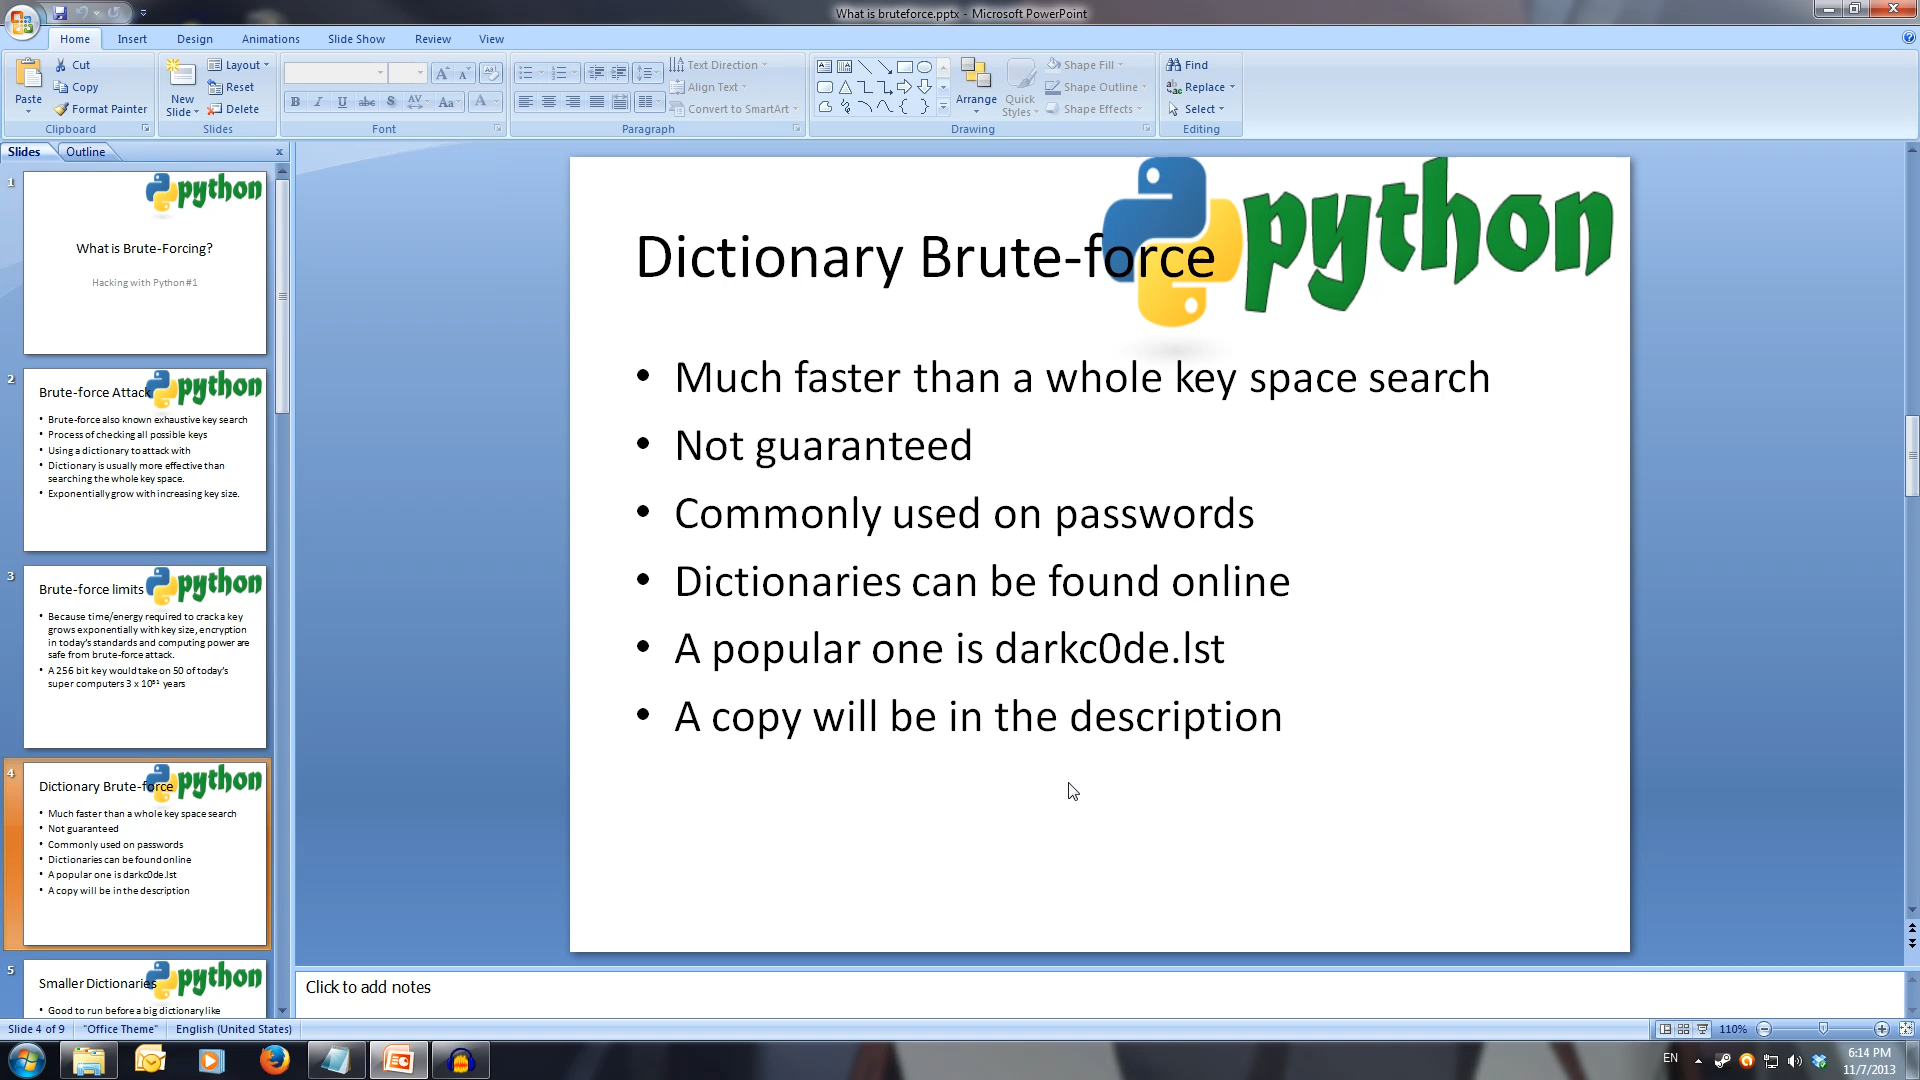 What is bruteforce.pptx - Microsoft PowerPoint
Home Insert Design Animations Slide Show Review View
Paste
Cut
Copy
Format Painter
Clipboard
New Slide
Layout
Reset
Delete
Slides
B I U abc S AV Aa A
Font
Text Direction
Align Text
Convert to SmartArt
Paragraph
Arrange
Quick Styles
Shape Fill
Shape Outline
Shape Effects
Drawing
Find
Replace
Select
Editing
Slides Outline
1
python
What is Brute-Forcing?
Hacking with Python #1
2
python
Brute-force Attack
• Brute-force also known exhaustive key search
• Process of checking all possible keys
• Using a dictionary to attack with
• Dictionary is usually more effective than
searching the whole key space.
• Exponentially grow with increasing key size.
3
python
Brute-force limits
• Because time/energy required to crack a key
grows exponentially with key size, encryption
in today's standards and computing power are
safe from brute-force attack.
• A 256 bit key would take on 50 of today's
super computers 3 x 10⁵¹ years
4
python
Dictionary Brute-force
• Much faster than a whole key space search
• Not guaranteed
• Commonly used on passwords
• Dictionaries can be found online
• A popular one is darkc0de.lst
• A copy will be in the description
5
python
Smaller Dictionaries
• Good to run before a big dictionary like
python
Dictionary Brute-force
• Much faster than a whole key space search
• Not guaranteed
• Commonly used on passwords
• Dictionaries can be found online
• A popular one is darkc0de.lst
• A copy will be in the description
Click to add notes
Slide 4 of 9 "Office Theme" English (United States) 110%
EN
6:14 PM
11/7/2013